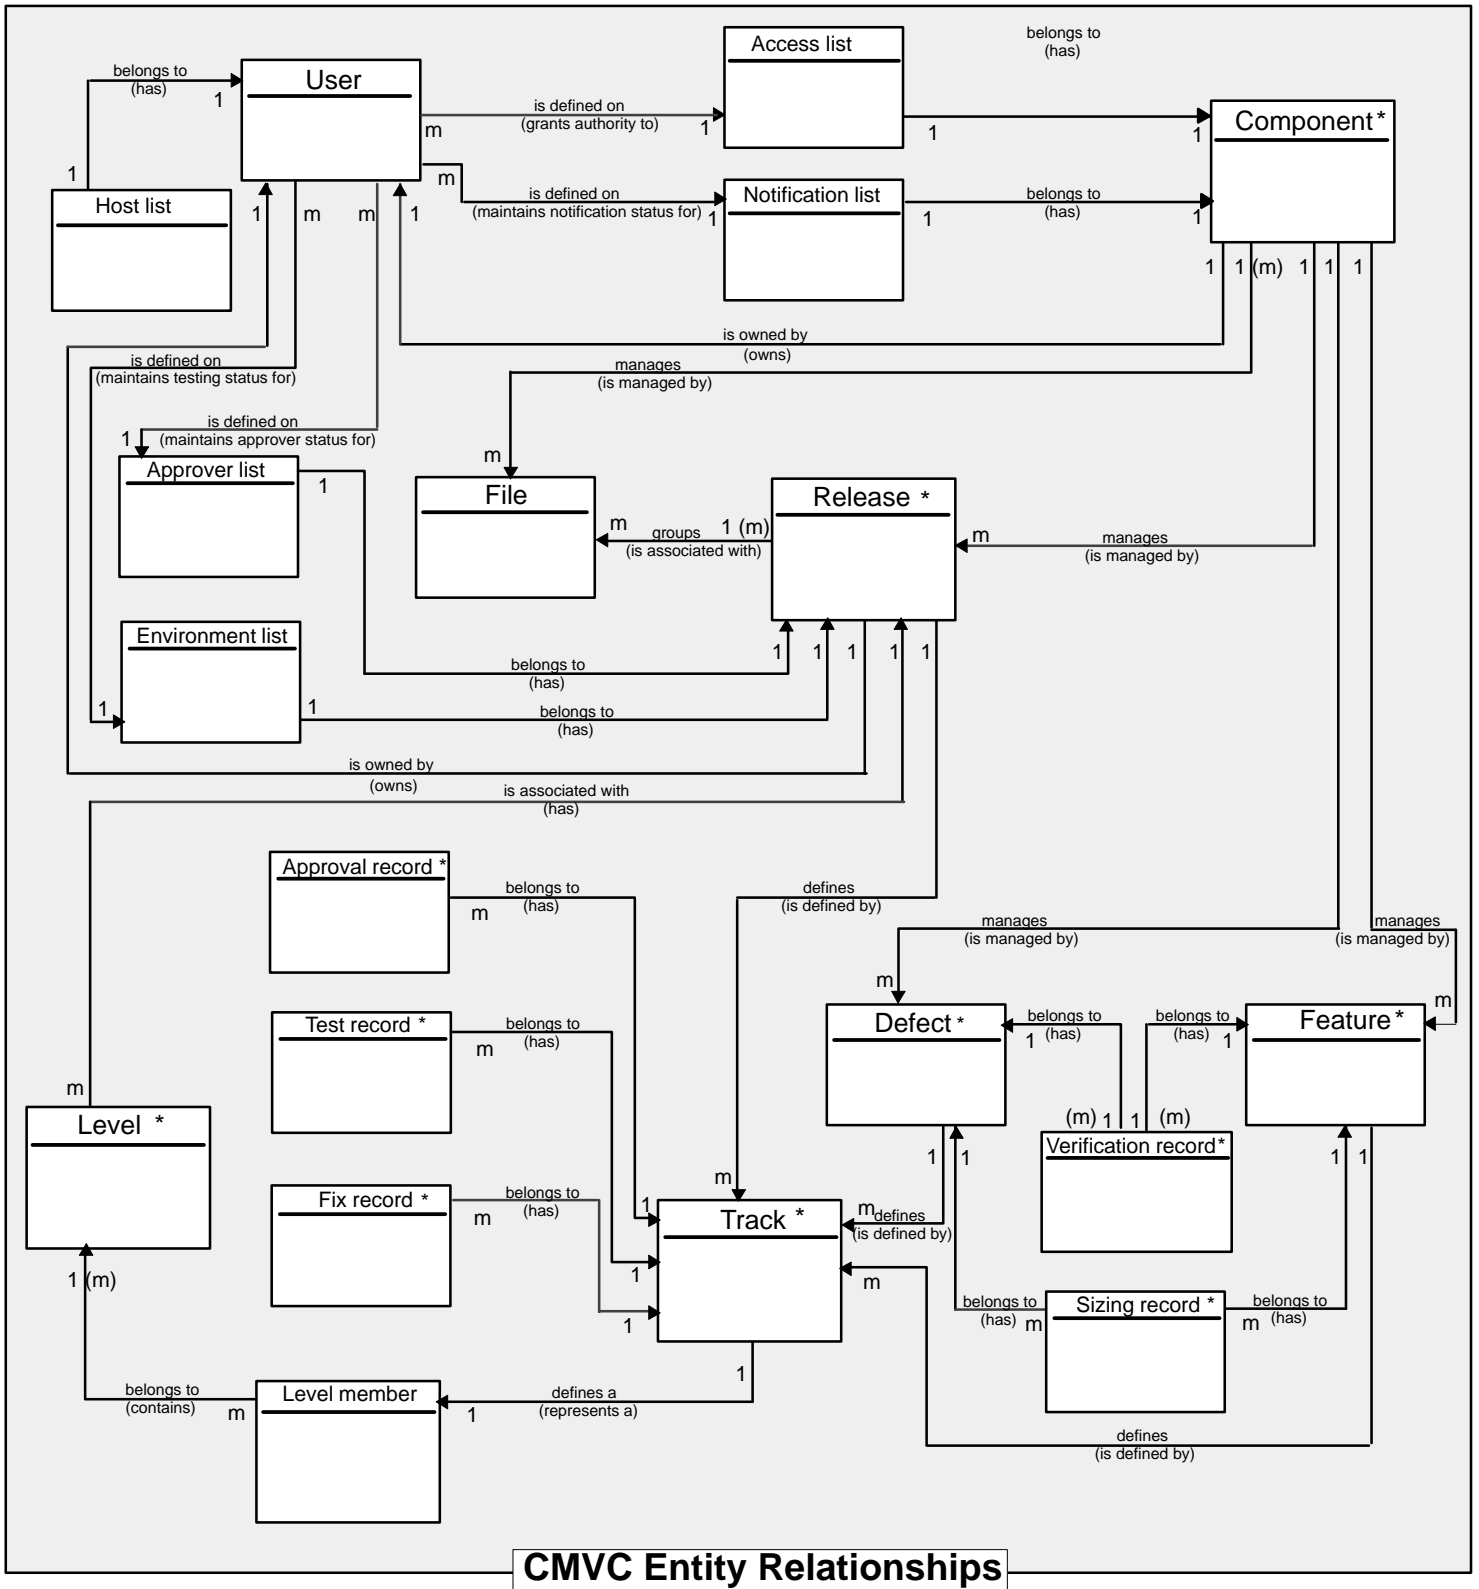 Access list
belongs to
(has)
belongs to
(has)
1
User
is defined on
(grants authority to)
m
1
1
1
Component *
1
Host list
m
is defined on
(maintains notification status for)
1
Notification list
1
belongs to
(has)
1
1
m
m
1
1
1
(m)
1
1
1
is owned by
(owns)
is defined on
(maintains testing status for)
manages
(is managed by)
is defined on
(maintains approver status for)
1
Approver list
1
m
File
Release *
m
groups
(is associated with)
1 (m)
m
manages
(is managed by)
Environment list
1
1
belongs to
(has)
1
1
1
1
1
belongs to
(has)
is owned by
(owns)
is associated with
(has)
Approval record *
m
belongs to
(has)
defines
(is defined by)
manages
(is managed by)
manages
(is managed by)
m
m
Test record *
m
belongs to
(has)
Defect *
1
belongs to
(has)
belongs to
(has)
1
Feature *
m
Level *
(m)
1
1
(m)
Verification record*
1
1
1
1
m
Fix record *
m
belongs to
(has)
1
Track *
m
defines
(is defined by)
1
1
m
1 (m)
belongs to
(has)
m
Sizing record *
m
belongs to
(has)
1
belongs to
(contains)
m
Level member
1
defines a
(represents a)
defines
(is defined by)
CMVC Entity Relationships